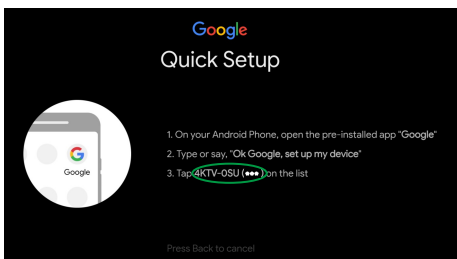 Google
Quick Setup
1. On your Android Phone, open the pre-installed app "Google"
2. Type or say, "Ok Google, set up my device"
3. Tap 4KTV-OSU (•••) on the list
G
Google
Press Back to cancel